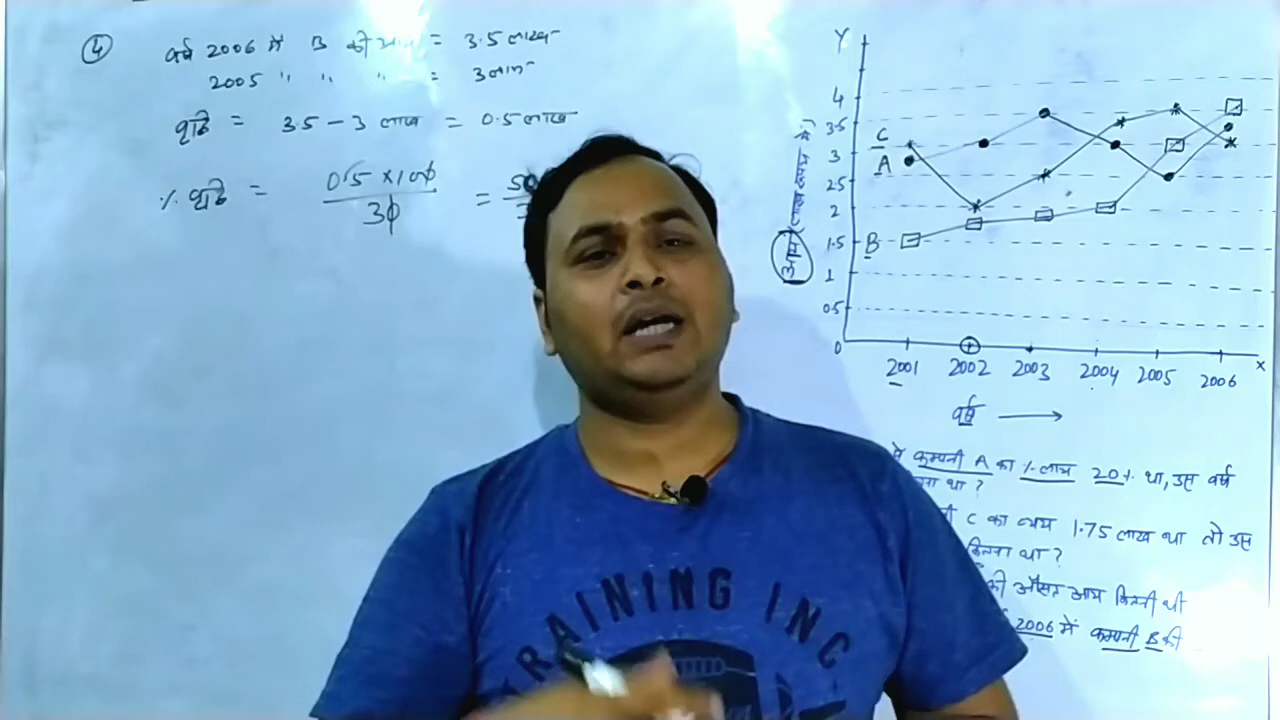 ④ वर्ष 2006 में B की आय = 3.5 लाख
2005 " " " = 3 लाख
वृद्धि = 3.5 – 3 लाख = 0.5 लाख
% वृद्धि = 0.5 × 100 / 30 = 50
Y
4
3.5
3
2.5
2
1.5
1
0.5
0
C
A
B
2001 2002 2003 2004 2005 2006 X
वर्ष
में कम्पनी A का % लाभ 20% था, उस वर्ष
था ?
C का व्यय 1.75 लाख था तो उस
कितना था ?
की औसत आय कितनी थी
2006 में कम्पनी B की
TRAINING INC